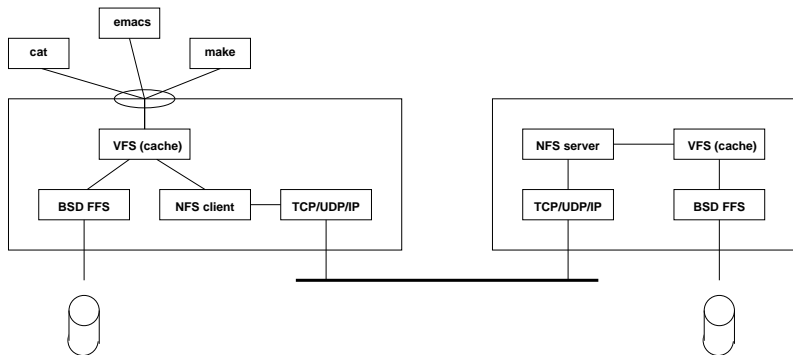 emacs
cat
make
VFS (cache)
NFS server
VFS (cache)
BSD FFS
NFS client
TCP/UDP/IP
TCP/UDP/IP
BSD FFS